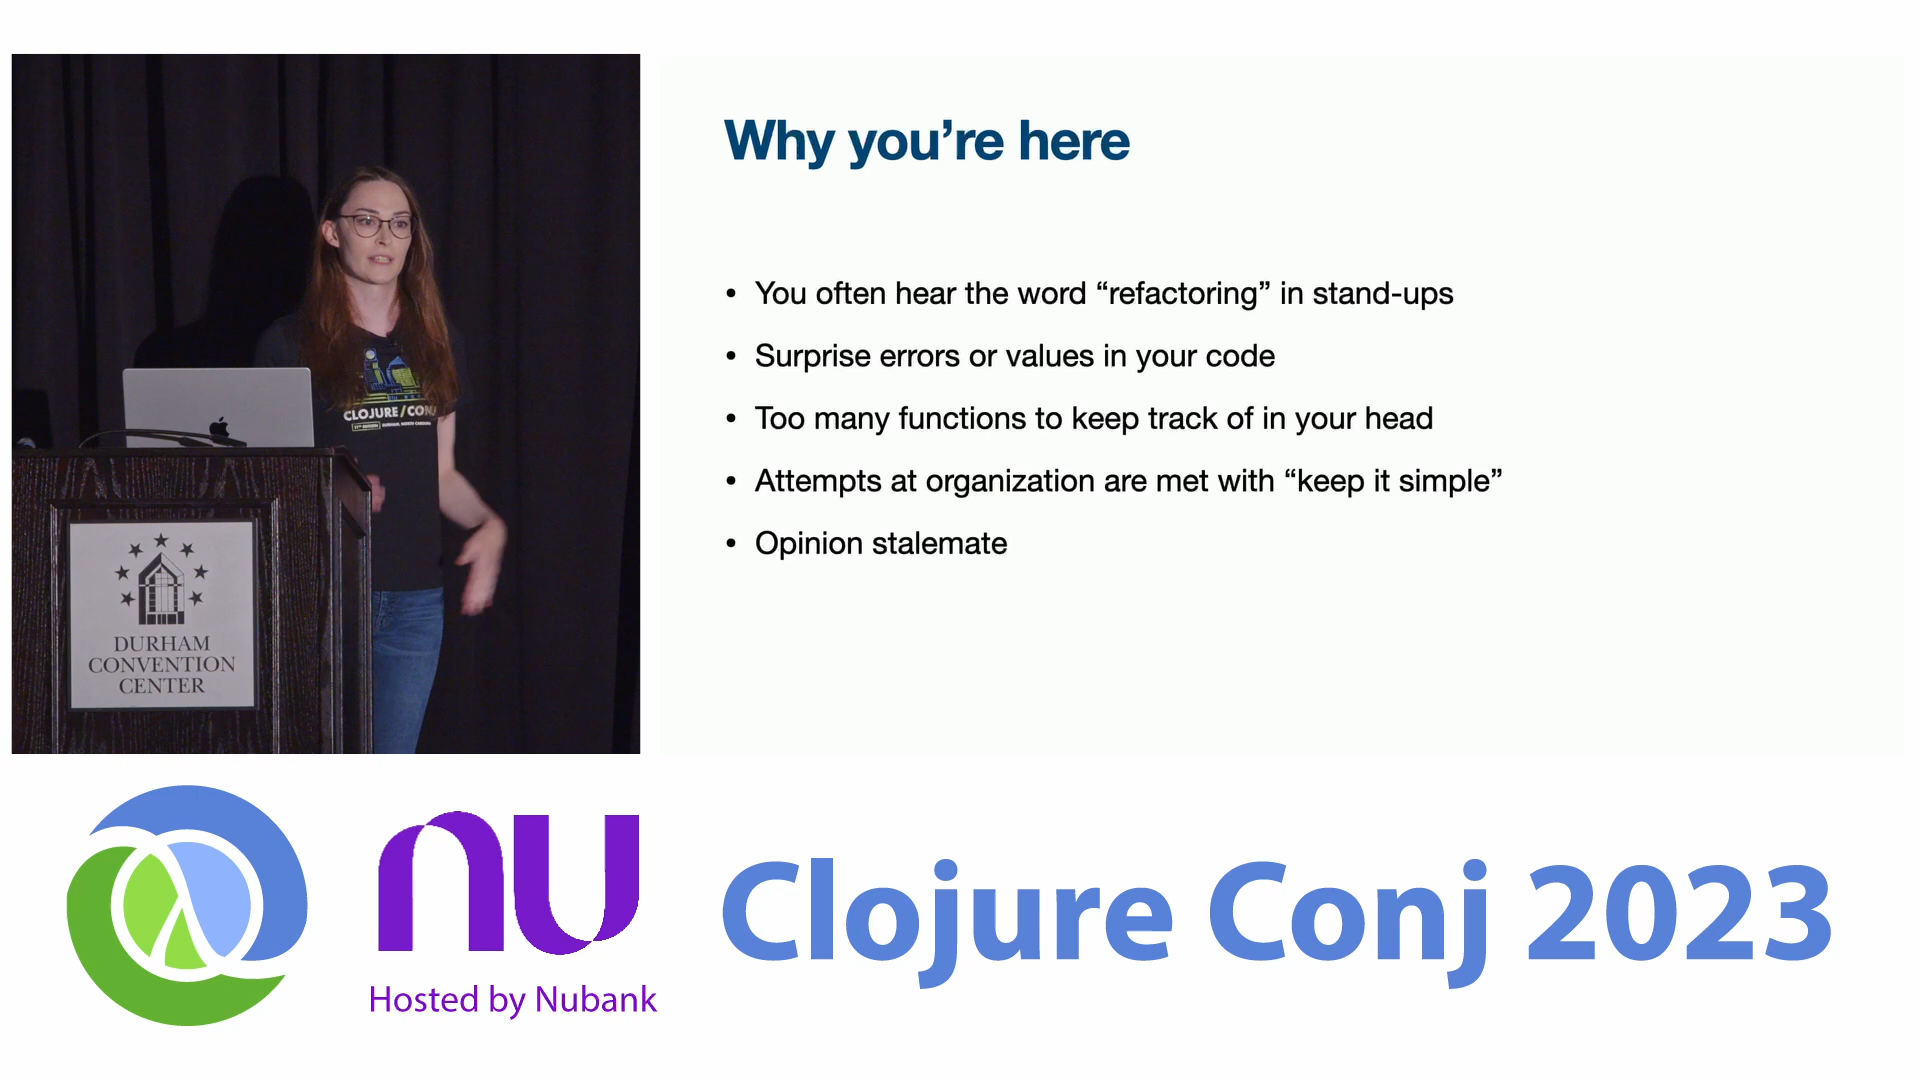 Why you’re here
• You often hear the word “refactoring” in stand-ups
• Surprise errors or values in your code
• Too many functions to keep track of in your head
• Attempts at organization are met with “keep it simple”
• Opinion stalemate
CLOJURE/CONJ
DURHAM
CONVENTION
CENTER
nu
Hosted by Nubank
Clojure Conj 2023